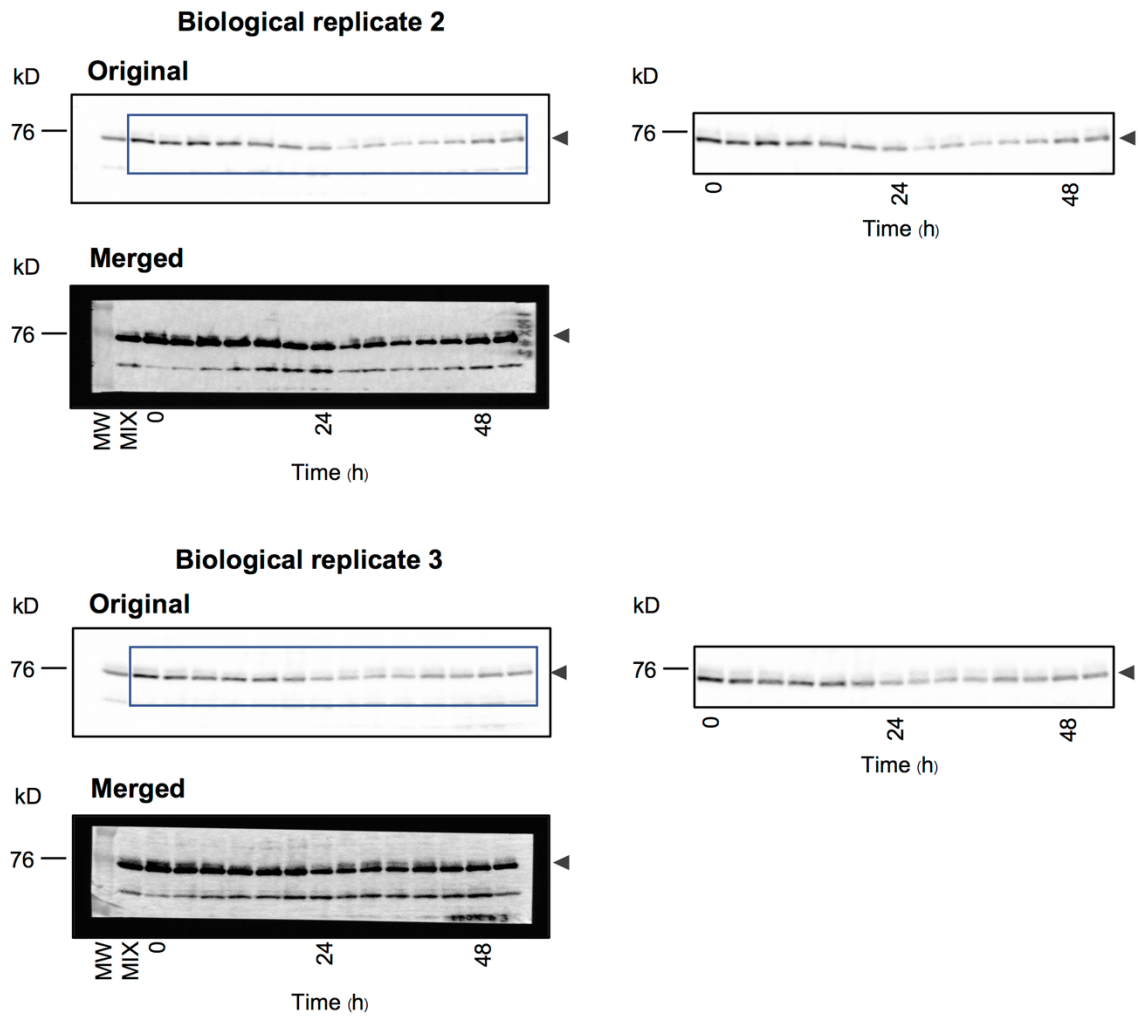 Biological replicate 2
kD
Original
kD
76
76
0
24
48
Time (h)
kD
Merged
76
MW
MIX
0
24
48
Time (h)
Biological replicate 3
kD
Original
kD
76
76
0
24
48
Time (h)
kD
Merged
76
MW
MIX
0
24
48
Time (h)